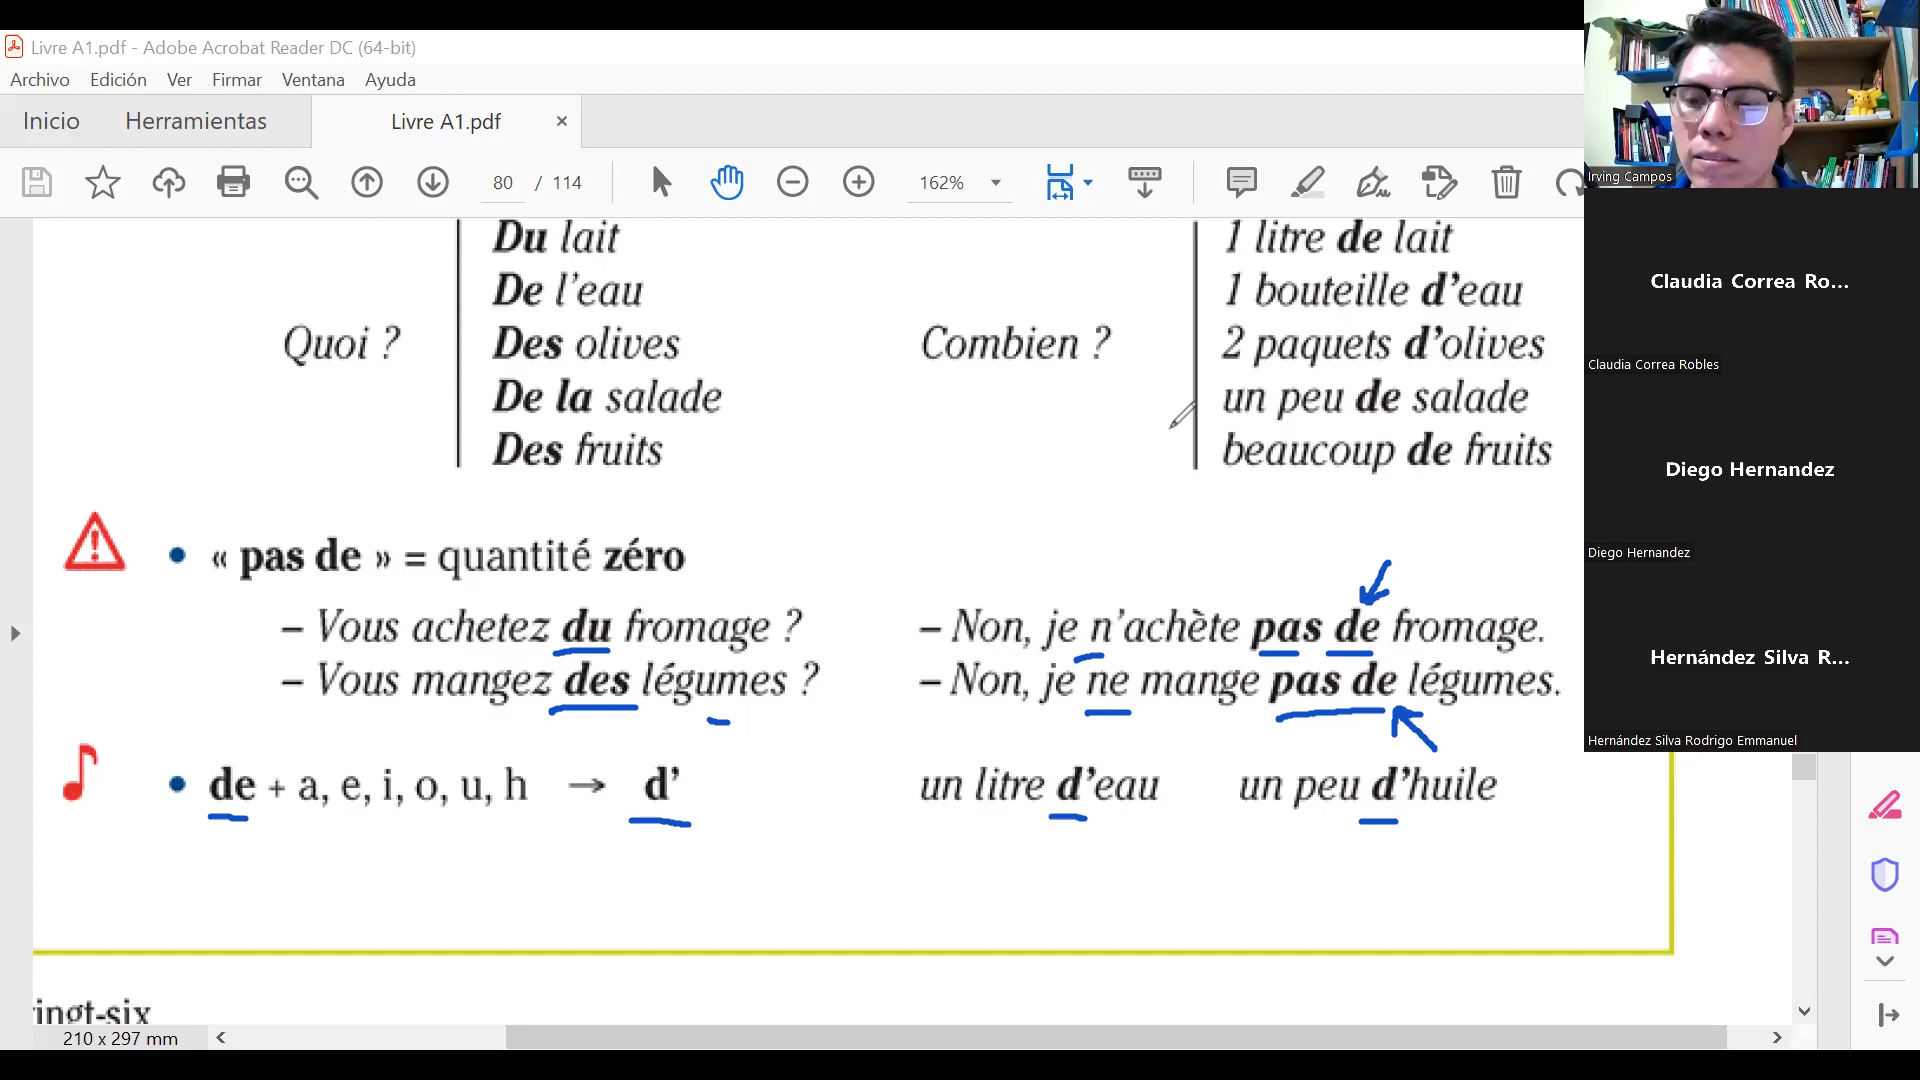 Livre A1.pdf - Adobe Acrobat Reader DC (64-bit)
Archivo Edición Ver Firmar Ventana Ayuda
Inicio Herramientas Livre A1.pdf ×
80 / 114 162%
Irving Campos
Du lait
De l'eau
Quoi ? Des olives
De la salade
Des fruits
1 litre de lait
1 bouteille d'eau
Combien ? 2 paquets d'olives
un peu de salade
beaucoup de fruits
• « pas de » = quantité zéro
– Vous achetez du fromage ? – Non, je n'achète pas de fromage.
– Vous mangez des légumes ? – Non, je ne mange pas de légumes.
• de + a, e, i, o, u, h → d' un litre d'eau un peu d'huile
ingt-six
210 x 297 mm
Claudia Correa Ro...
Claudia Correa Robles
Diego Hernandez
Diego Hernandez
Hernández Silva R...
Hernández Silva Rodrigo Emmanuel